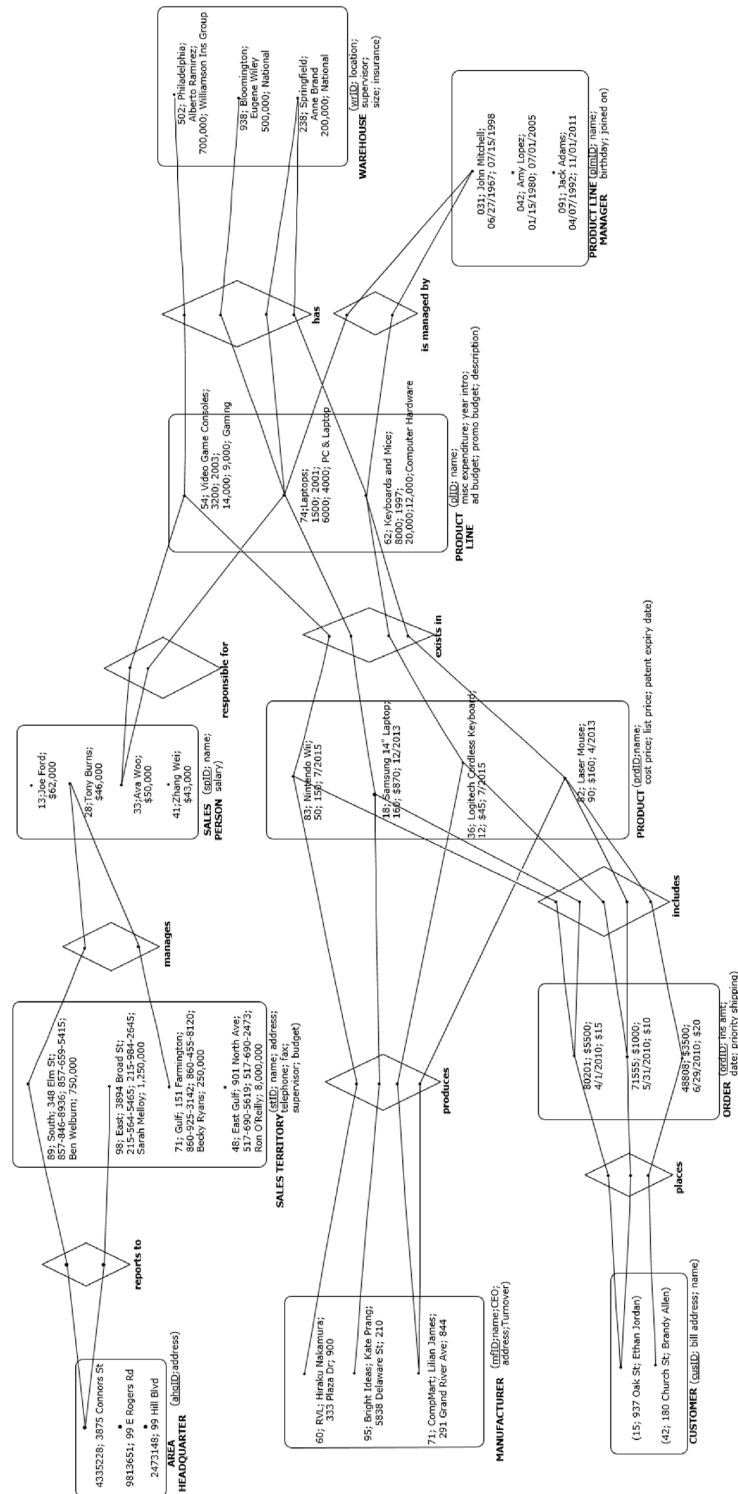 502; Philadelphia;
Alberto Ramirez;
700,000; Williamson Ins Group
938; Bloomington;
Eugene Wiley
500,000; National
238; Springfield;
Anne Brand
200,000; National
WAREHOUSE (wrID; location;
supervisor;
size; insurance)
031; John Mitchell;
06/27/1967; 07/15/1998
042; Amy Lopez;
01/15/1980; 07/01/2005
091; Jack Adams;
04/07/1992; 11/01/2011
PRODUCT LINE (plmID; name;
MANAGER birthday; joined on)
has
is managed by
54; Video Game Consoles;
3200; 2003;
14,000; 9,000; Gaming
74;Laptops;
1500; 2001;
6000; 4000; PC & Laptop
62; Keyboards and Mice;
8000; 1997;
20,000;12,000;Computer Hardware
PRODUCT (plID; name;
LINE misc expenditure; year intro;
ad budget; promo budget; description)
responsible for
exists in
13;Joe Ford;
$62,000
28;Tony Burns;
$46,000
33;Ava Woo;
$50,000
41;Zhang Wei;
$43,000
SALES (spID; name;
PERSON salary)
83; Nintendo Wii;
50; 150; 7/2015
18; Samsung 14" Laptop;
160; $870; 12/2013
36; Logitech Cordless Keyboard;
12; $45; 7/2015
82; Laser Mouse;
90; $160; 4/2013
PRODUCT (prdID;name;
cost price; list price; patent expiry date)
manages
includes
89; South; 348 Elm St;
857-846-8936; 857-659-5415;
Ben Welburn; 750,000
98; East; 3894 Broad St;
215-564-5465; 215-984-2645;
Sarah Melloy; 1,250,000
71; Gulf; 151 Farmington;
860-925-3142; 860-455-8120;
Becky Ryans; 250,000
48; East Gulf; 901 North Ave;
517-690-5619; 517-690-2473;
Ron O'Reilly; 8,000,000
SALES TERRITORY (stID; name; address;
telephone; fax;
supervisor; budget)
80201; $5500;
4/1/2010; $15
71555; $1000;
5/31/2010; $10
48808; $3500;
6/29/2010; $20
ORDER (ordID; ins amt;
date; priority shipping)
reports to
produces
places
4335228; 3875 Connors St
9813651; 99 E Rogers Rd
2473148; 99 Hill Blvd
AREA (ahqID;address)
HEADQUARTER
60; RVL; Hiraku Nakamura;
333 Plaza Dr; 900
95; Bright Ideas; Kate Prang;
5838 Delaware St; 210
71; CompMart; Lilian James;
291 Grand River Ave; 844
MANUFACTURER (mfID;name;CEO;
address;Turnover)
(15; 937 Oak St; Ethan Jordan)
(42; 180 Church St; Brandy Allen)
CUSTOMER (cusID; bill address; name)